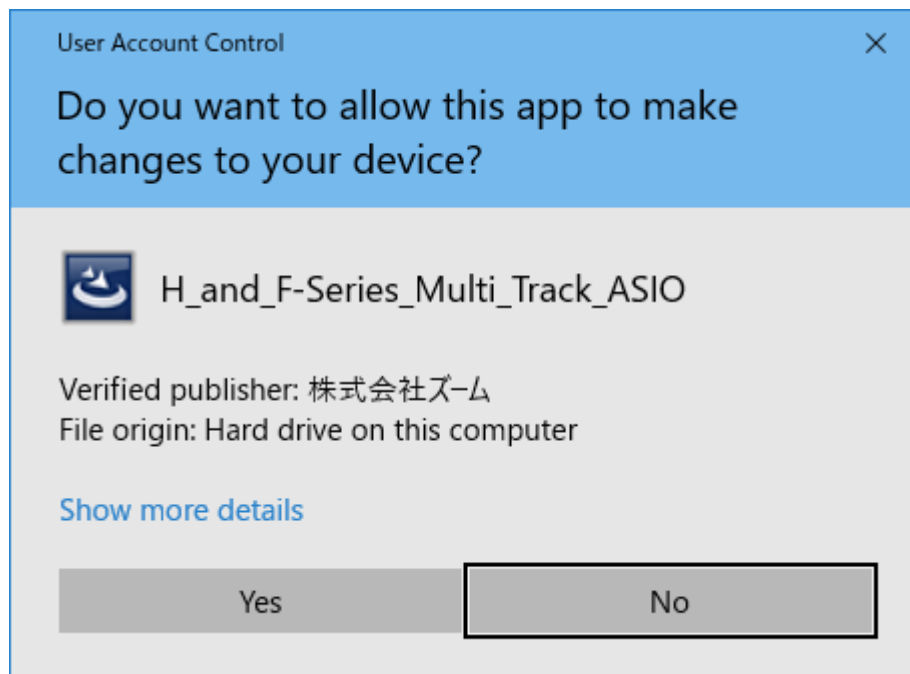 User Account Control
Do you want to allow this app to make
changes to your device?
H_and_F-Series_Multi_Track_ASIO
Verified publisher: 株式会社ズーム
File origin: Hard drive on this computer
Show more details
Yes
No